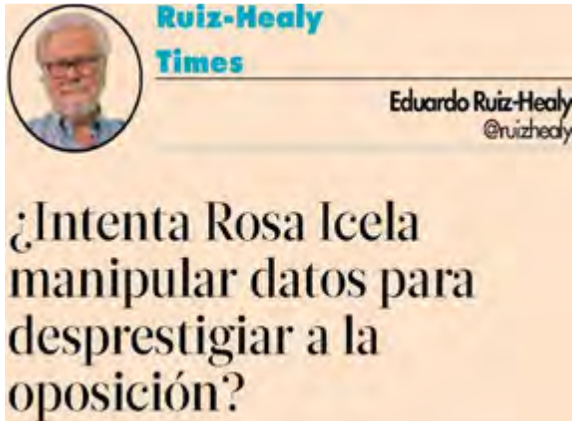 Ruiz-Healy
Times
Eduardo Ruiz-Healy
@ruizhealy
¿Intenta Rosa Icela
manipular datos para
desprestigiar a la
oposición?